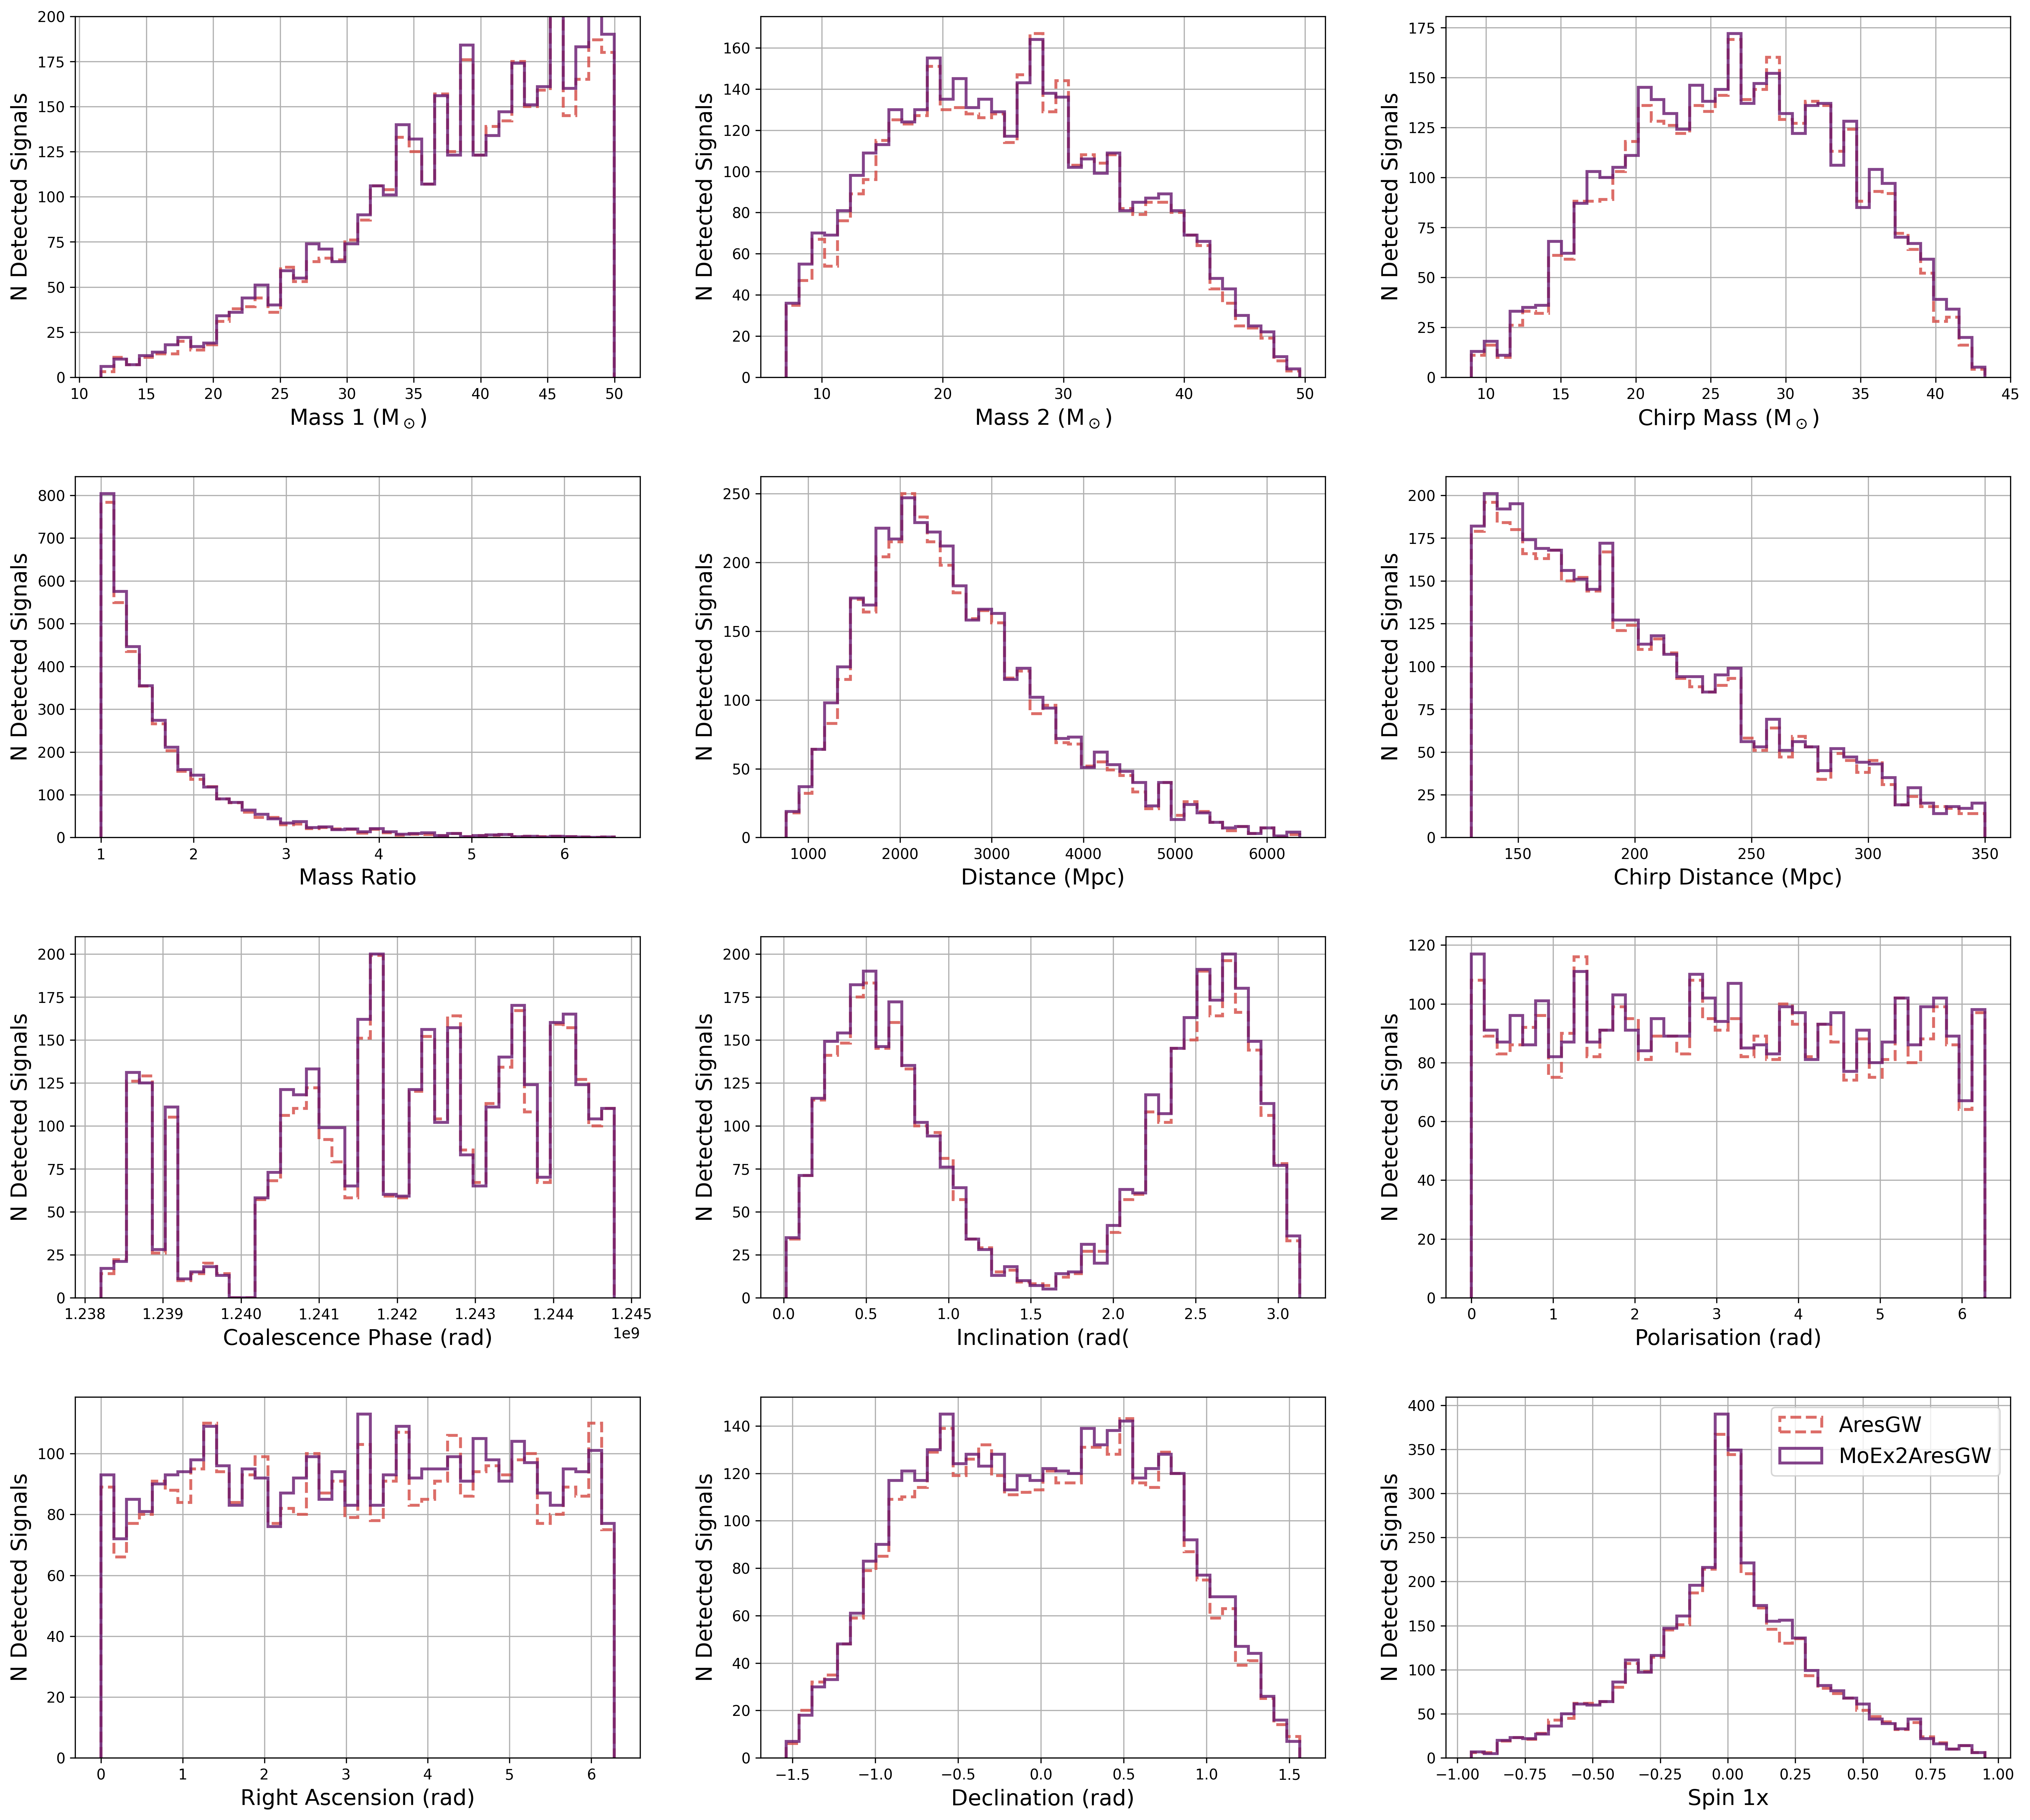 N Detected Signals
200
175
150
125
100
75
50
25
0
10 15 20 25 30 35 40 45 50
Mass 1 (M⊙)
N Detected Signals
160
140
120
100
80
60
40
20
0
10 20 30 40 50
Mass 2 (M⊙)
N Detected Signals
175
150
125
100
75
50
25
0
10 15 20 25 30 35 40 45
Chirp Mass (M⊙)
N Detected Signals
800
700
600
500
400
300
200
100
0
1 2 3 4 5 6
Mass Ratio
N Detected Signals
250
200
150
100
50
0
1000 2000 3000 4000 5000 6000
Distance (Mpc)
N Detected Signals
200
175
150
125
100
75
50
25
0
150 200 250 300 350
Chirp Distance (Mpc)
N Detected Signals
200
175
150
125
100
75
50
25
0
1.238 1.239 1.240 1.241 1.242 1.243 1.244 1.245
1e9
Coalescence Phase (rad)
N Detected Signals
200
175
150
125
100
75
50
25
0
0.0 0.5 1.0 1.5 2.0 2.5 3.0
Inclination (rad(
N Detected Signals
120
100
80
60
40
20
0
0 1 2 3 4 5 6
Polarisation (rad)
N Detected Signals
100
80
60
40
20
0
0 1 2 3 4 5 6
Right Ascension (rad)
N Detected Signals
140
120
100
80
60
40
20
0
−1.5 −1.0 −0.5 0.0 0.5 1.0 1.5
Declination (rad)
N Detected Signals
400
350
300
250
200
150
100
50
0
−1.00 −0.75 −0.50 −0.25 0.00 0.25 0.50 0.75 1.00
Spin 1x
AresGW
MoEx2AresGW